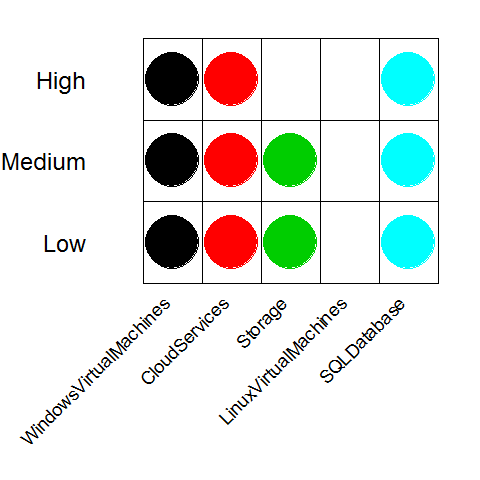 High
Medium
Low
WindowsVirtualMachines
CloudServices
Storage
LinuxVirtualMachines
SQLDatabase